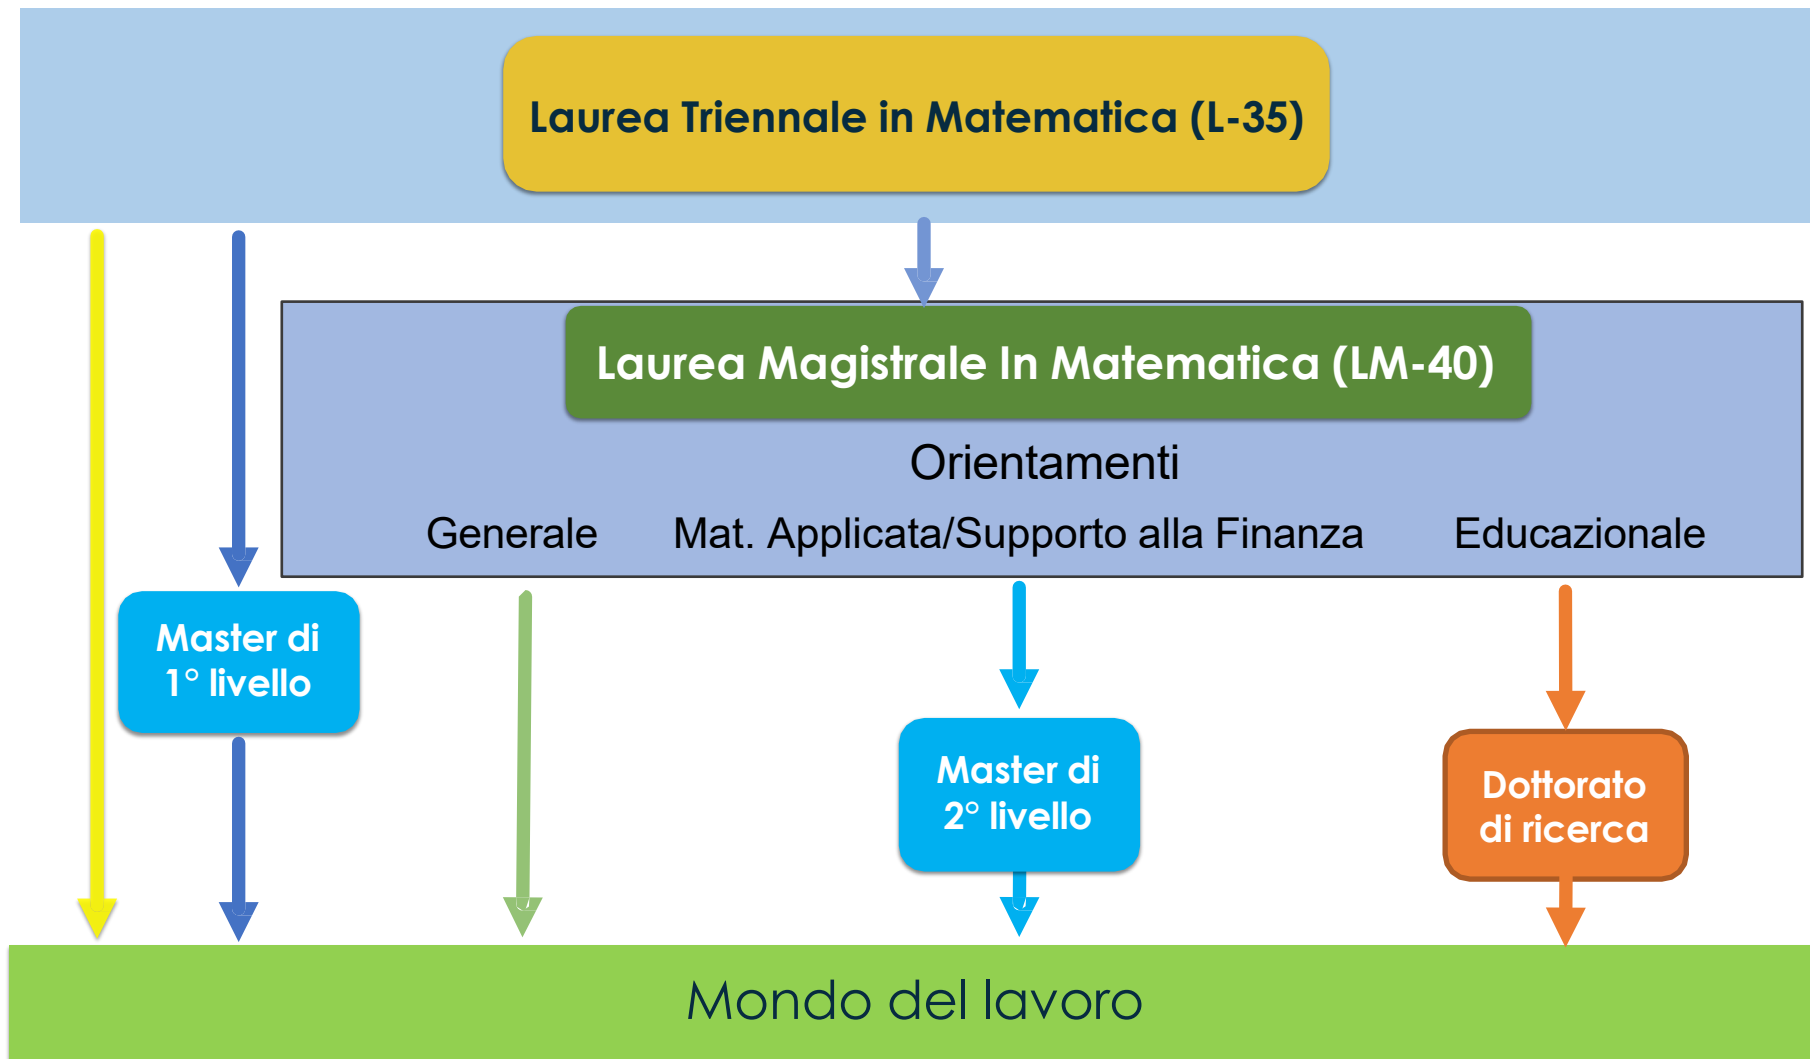 Laurea Triennale in Matematica (L-35)
Laurea Magistrale In Matematica (LM-40)
Orientamenti
Generale Mat. Applicata/Supporto alla Finanza Educazionale
Master di
1° livello
Master di
2° livello
Dottorato
di ricerca
Mondo del lavoro